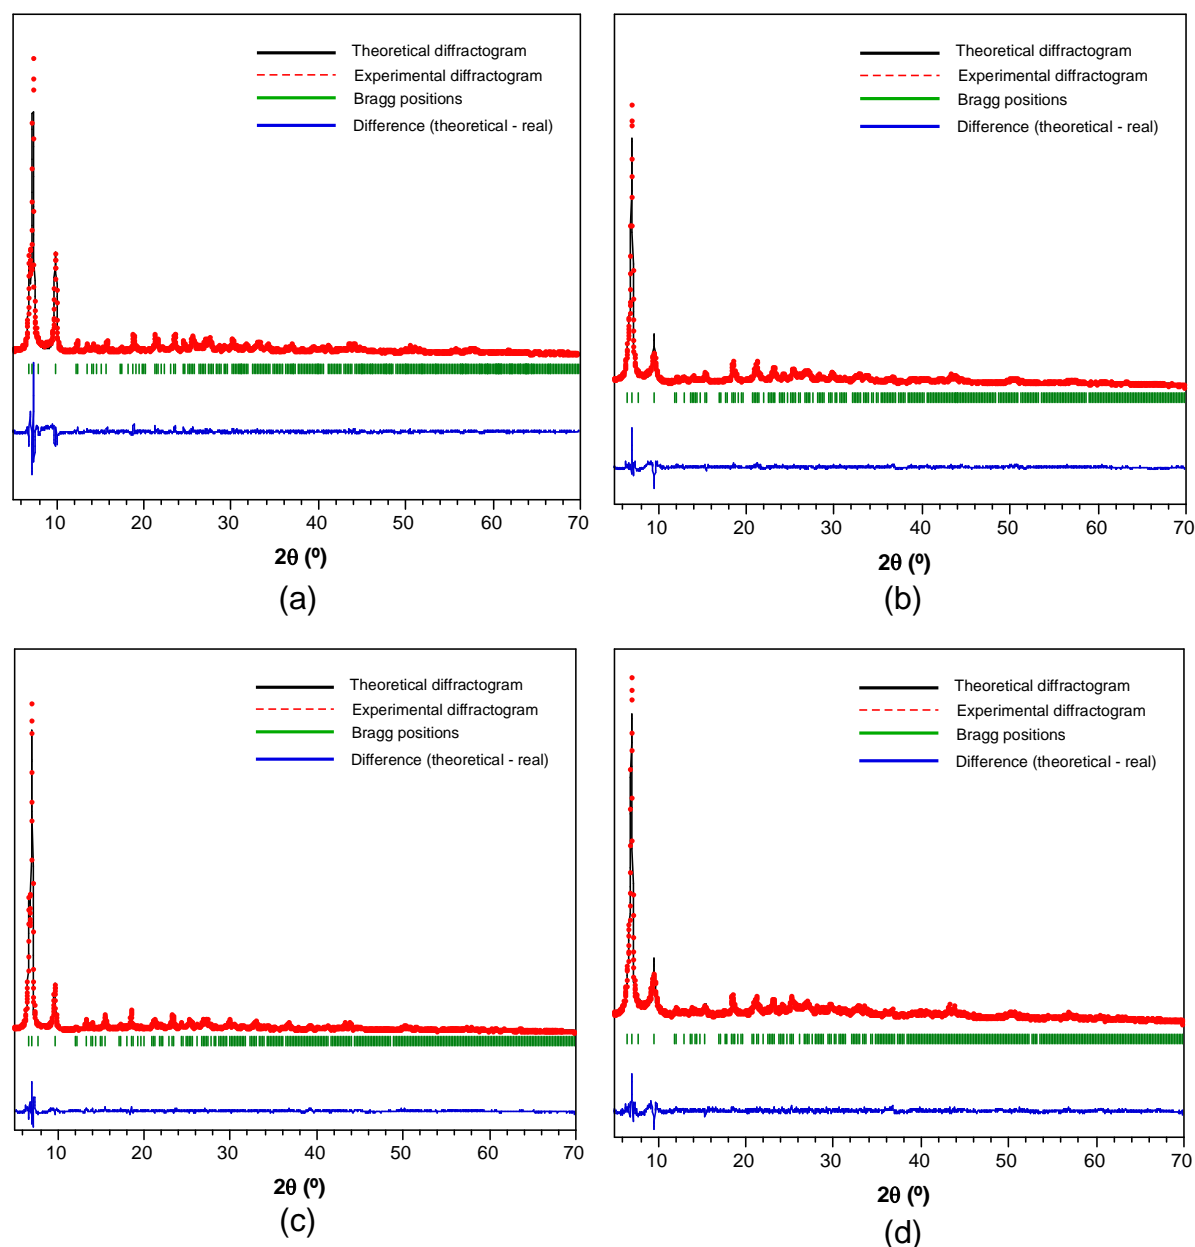 Theoretical diffractogram
Experimental diffractogram
Bragg positions
Difference (theoretical - real)
10 20 30 40 50 60 70
2θ (º)
(a)
Theoretical diffractogram
Experimental diffractogram
Bragg positions
Difference (theoretical - real)
10 20 30 40 50 60 70
2θ (º)
(b)
Theoretical diffractogram
Experimental diffractogram
Bragg positions
Difference (theoretical - real)
10 20 30 40 50 60 70
2θ (º)
(c)
Theoretical diffractogram
Experimental diffractogram
Bragg positions
Difference (theoretical - real)
10 20 30 40 50 60 70
2θ (º)
(d)